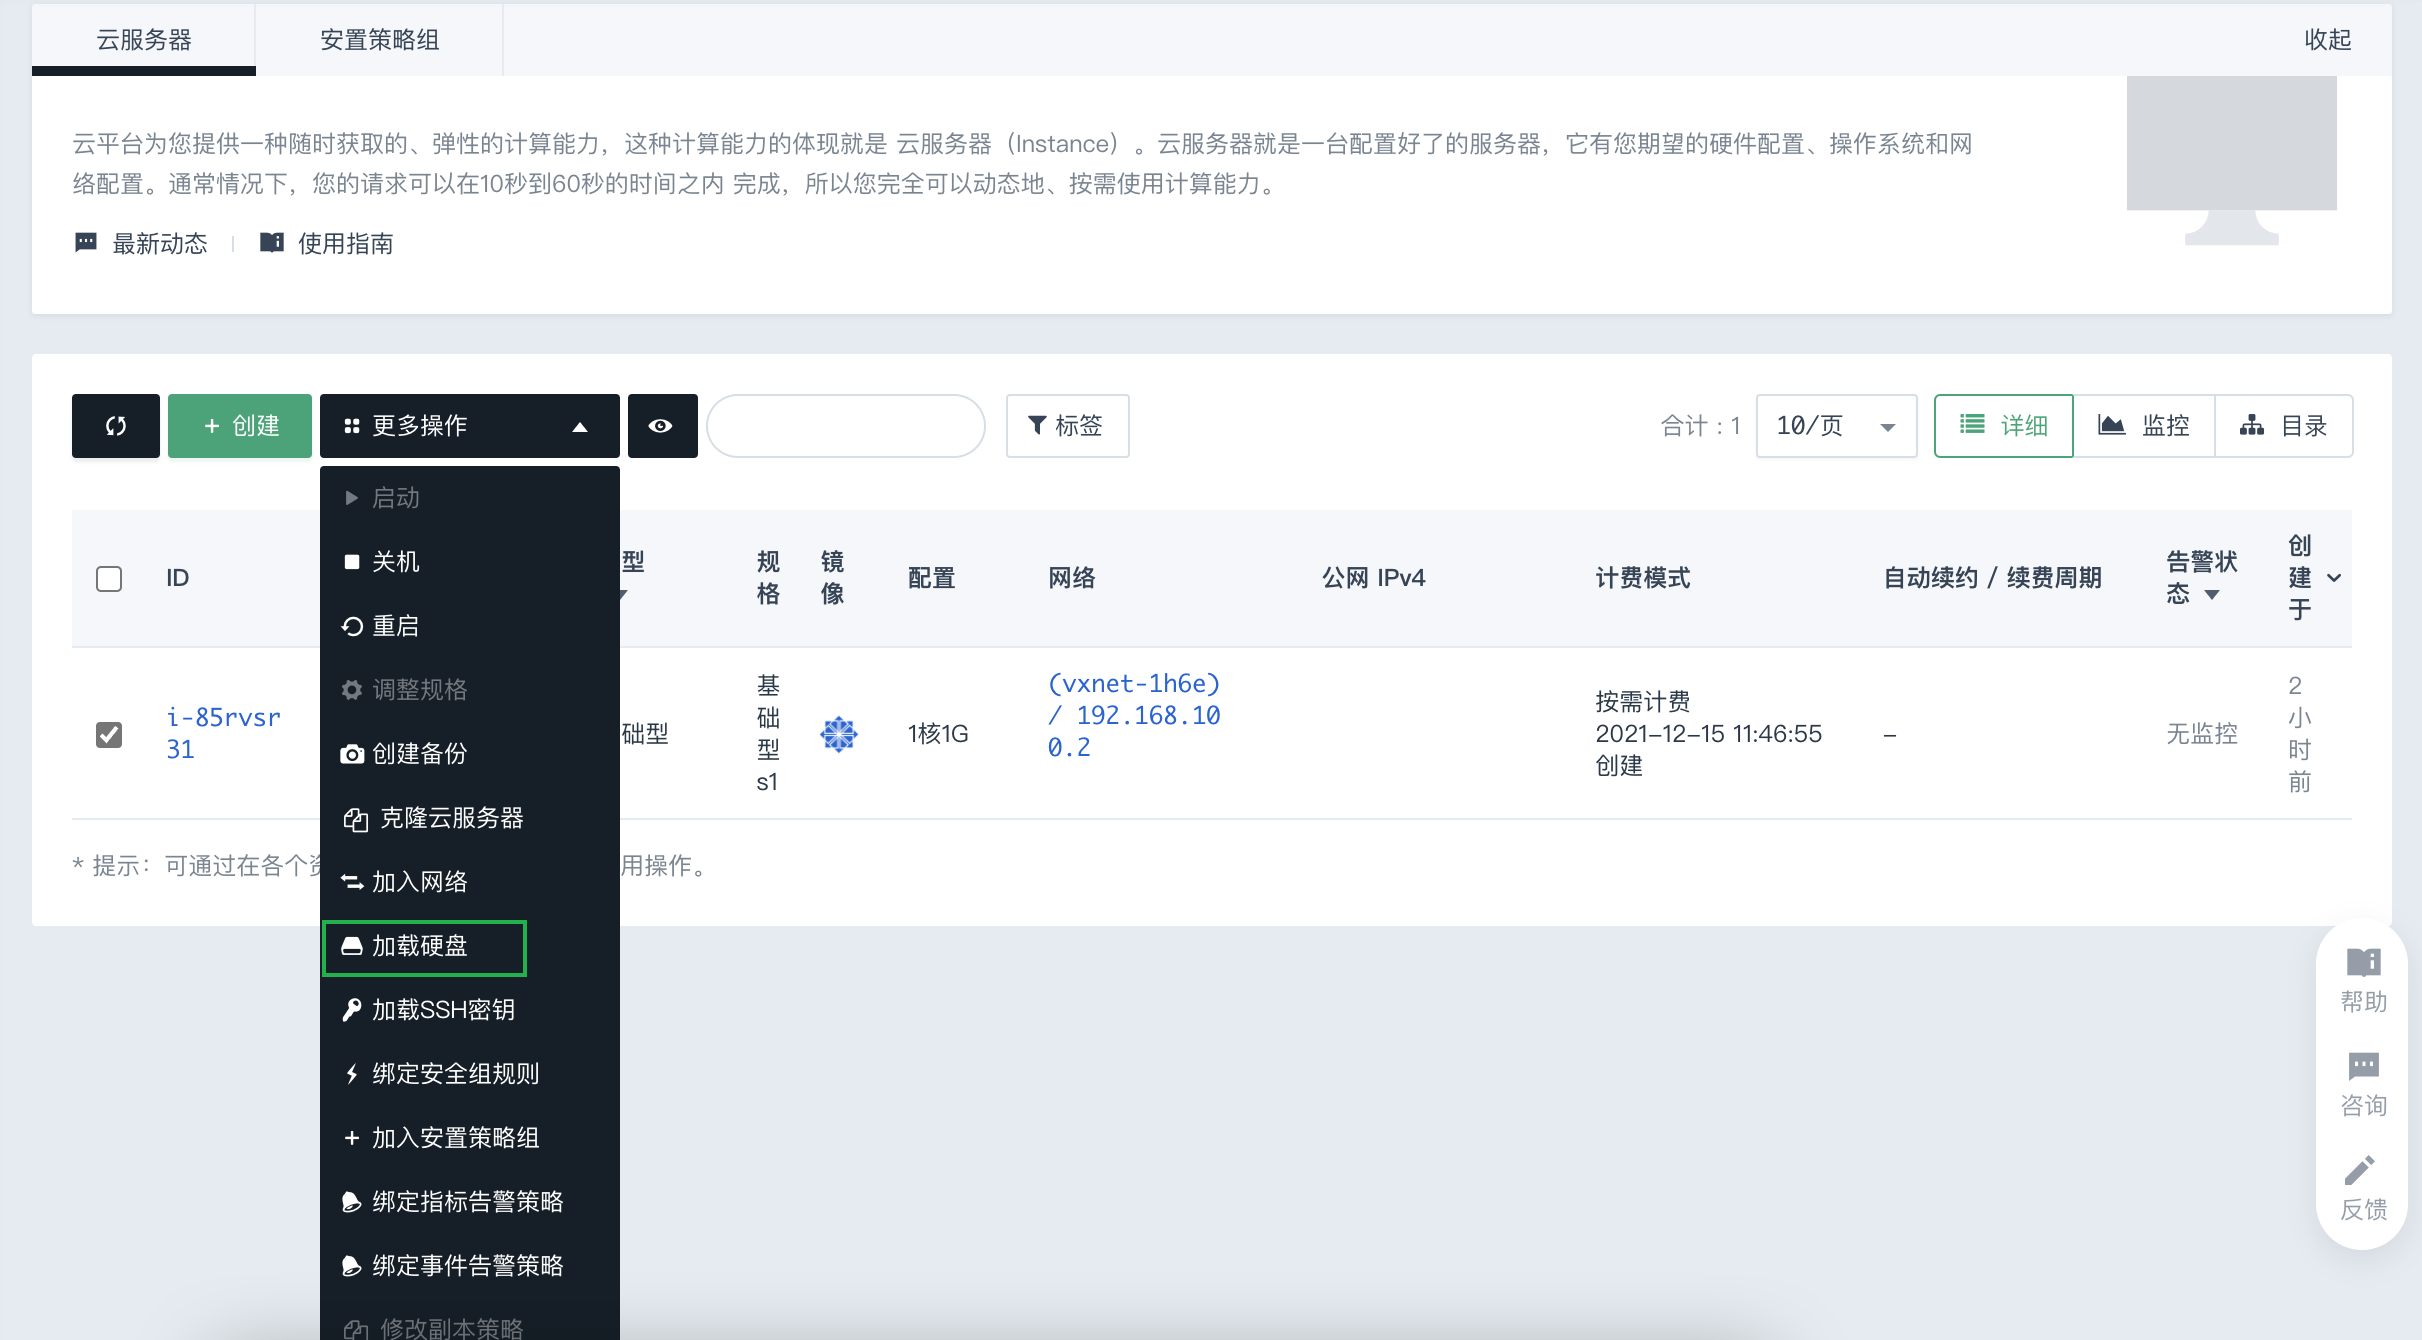 云服务器
安置策略组
收起
云平台为您提供一种随时获取的、弹性的计算能力，这种计算能力的体现就是 云服务器（Instance）。云服务器就是一台配置好了的服务器，它有您期望的硬件配置、操作系统和网
络配置。通常情况下，您的请求可以在10秒到60秒的时间之内 完成，所以您完全可以动态地、按需使用计算能力。
最新动态
使用指南
+ 创建
更多操作
标签
合计 : 1
10/页
详细
监控
目录
启动
关机
重启
调整规格
创建备份
克隆云服务器
加入网络
加载硬盘
加载SSH密钥
绑定安全组规则
加入安置策略组
绑定指标告警策略
绑定事件告警策略
修改副本策略
ID
型
规
格
镜
像
配置
网络
公网 IPv4
计费模式
自动续约 / 续费周期
告警状
态
创
建
于
i-85rvsr
31
础型
基
础
型
s1
1核1G
(vxnet-1h6e)
/ 192.168.10
0.2
按需计费
2021-12-15 11:46:55
创建
-
无监控
2
小
时
前
* 提示：可通过在各个
用操作。
帮助
咨询
反馈